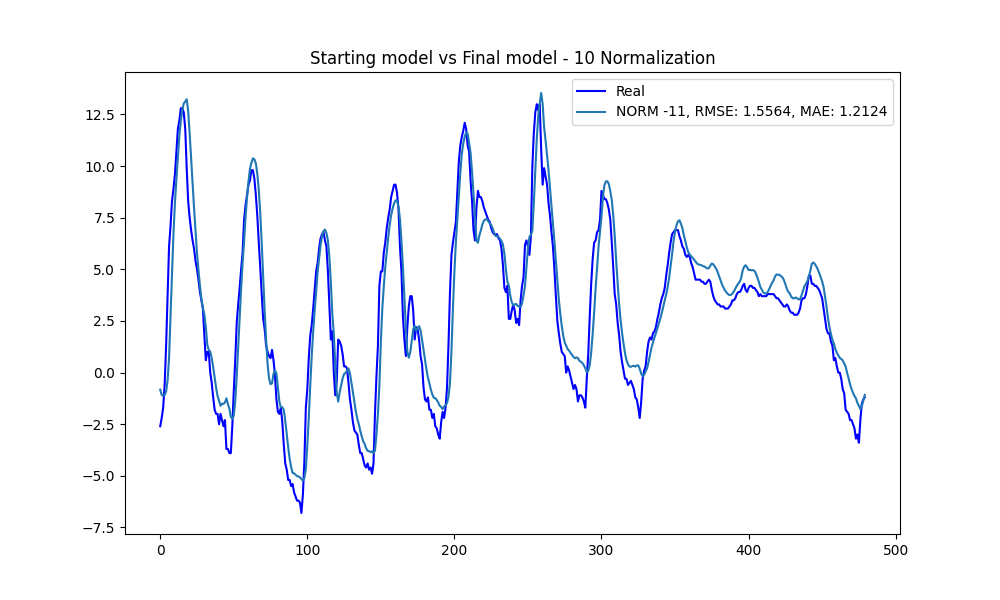 Starting model vs Final model - 10 Normalization
Real
NORM -11, RMSE: 1.5564, MAE: 1.2124
12.5
10.0
7.5
5.0
2.5
0.0
−2.5
−5.0
−7.5
0 100 200 300 400 500